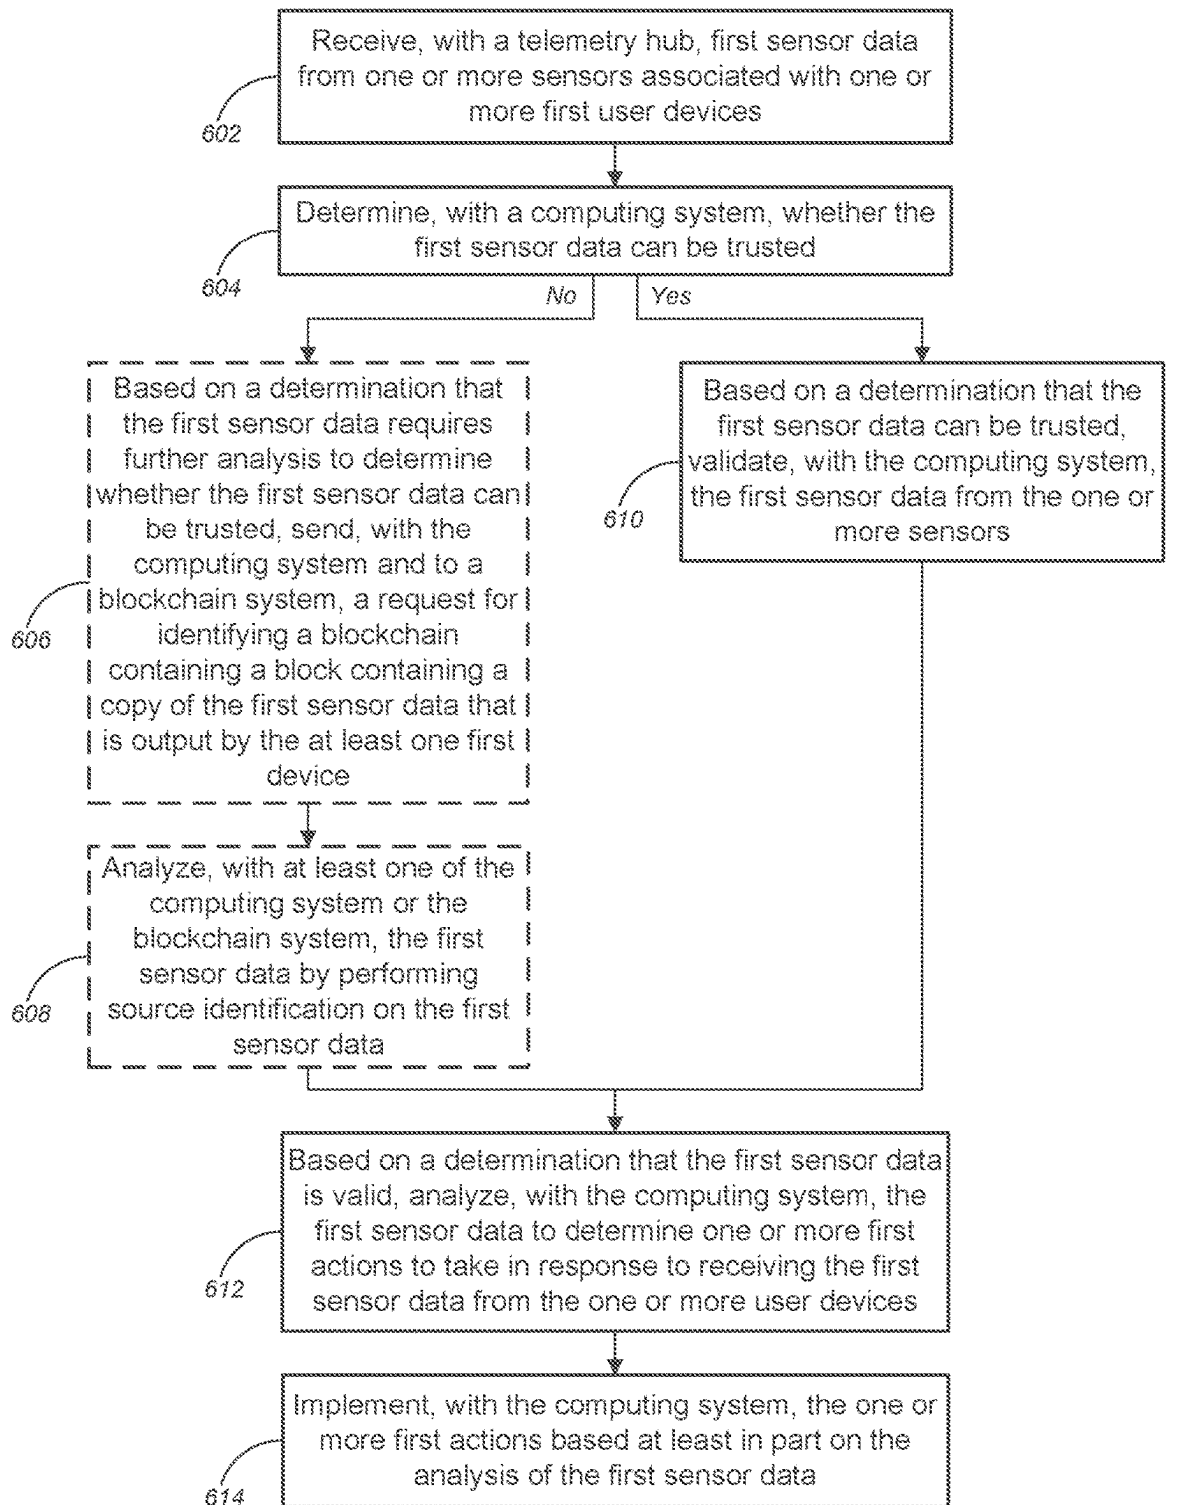 Receive, with a telemetry hub, first sensor data
from one or more sensors associated with one or
more first user devices
602
Determine, with a computing system, whether the
first sensor data can be trusted
604
No
Yes
Based on a determination that
the first sensor data requires
further analysis to determine
whether the first sensor data can
be trusted, send, with the
computing system and to a
blockchain system, a request for
identifying a blockchain
containing a block containing a
copy of the first sensor data that
is output by the at least one first
device
606
Based on a determination that the
first sensor data can be trusted,
validate, with the computing system,
the first sensor data from the one or
more sensors
610
Analyze, with at least one of the
computing system or the
blockchain system, the first
sensor data by performing
source identification on the first
sensor data
608
Based on a determination that the first sensor data
is valid, analyze, with the computing system, the
first sensor data to determine one or more first
actions to take in response to receiving the first
sensor data from the one or more user devices
612
Implement, with the computing system, the one or
more first actions based at least in part on the
analysis of the first sensor data
614